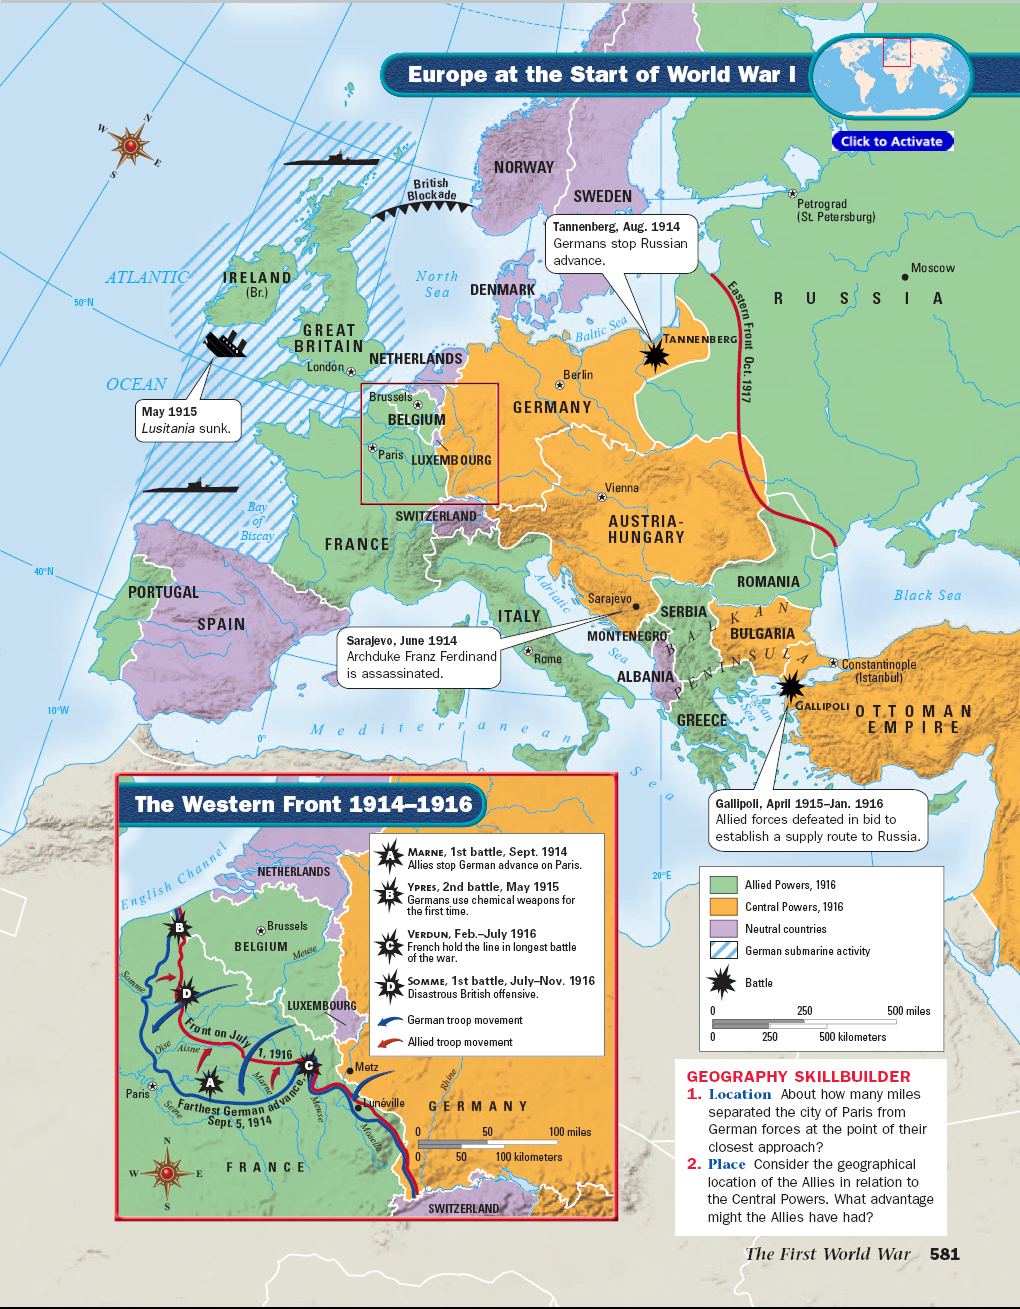 Europe at the Start of World War I
Click to Activate
N
W
E
S
British
Blockade
NORWAY
SWEDEN
Petrograd
(St. Petersburg)
Tannenberg, Aug. 1914
Germans stop Russian
advance.
Moscow
RUSSIA
ATLANTIC
OCEAN
50°N
IRELAND
(Br.)
North
Sea
DENMARK
Baltic Sea
Eastern Front Oct. 1917
TANNENBERG
GREAT
BRITAIN
London
NETHERLANDS
Berlin
GERMANY
Brussels
BELGIUM
May 1915
Lusitania sunk.
Paris
LUXEMBOURG
Vienna
Bay
of
Biscay
SWITZERLAND
AUSTRIA-
HUNGARY
FRANCE
40°N
PORTUGAL
SPAIN
Adriatic
Sea
ITALY
Sarajevo
SERBIA
ROMANIA
Black Sea
MONTENEGRO
BULGARIA
BALKAN
PENINSULA
Sarajevo, June 1914
Archduke Franz Ferdinand
is assassinated.
Rome
ALBANIA
Constantinople
(Istanbul)
GALLIPOLI
OTTOMAN
EMPIRE
GREECE
Aegean
Sea
10°W
0°
Mediterranean
Sea
20°E
Gallipoli, April 1915–Jan. 1916
Allied forces defeated in bid to
establish a supply route to Russia.
The Western Front 1914–1916
English Channel
NETHERLANDS
Brussels
BELGIUM
Meuse
LUXEMBOURG
Somme
Oise
Aisne
Front on July 1, 1916
Marne
Meuse
Metz
Rhine
Paris
Seine
Farthest German advance,
Sept. 5, 1914
Lunéville
Moselle
GERMANY
FRANCE
SWITZERLAND
N
W
E
S
A
B
C
D
0 50 100 miles
0 50 100 kilometers
A MARNE, 1st battle, Sept. 1914
Allies stop German advance on Paris.
B YPRES, 2nd battle, May 1915
Germans use chemical weapons for
the first time.
C VERDUN, Feb.–July 1916
French hold the line in longest battle
of the war.
D SOMME, 1st battle, July–Nov. 1916
Disastrous British offensive.
German troop movement
Allied troop movement
Allied Powers, 1916
Central Powers, 1916
Neutral countries
German submarine activity
Battle
0 250 500 miles
0 250 500 kilometers
GEOGRAPHY SKILLBUILDER
1. Location About how many miles
separated the city of Paris from
German forces at the point of their
closest approach?
2. Place Consider the geographical
location of the Allies in relation to
the Central Powers. What advantage
might the Allies have had?
The First World War 581